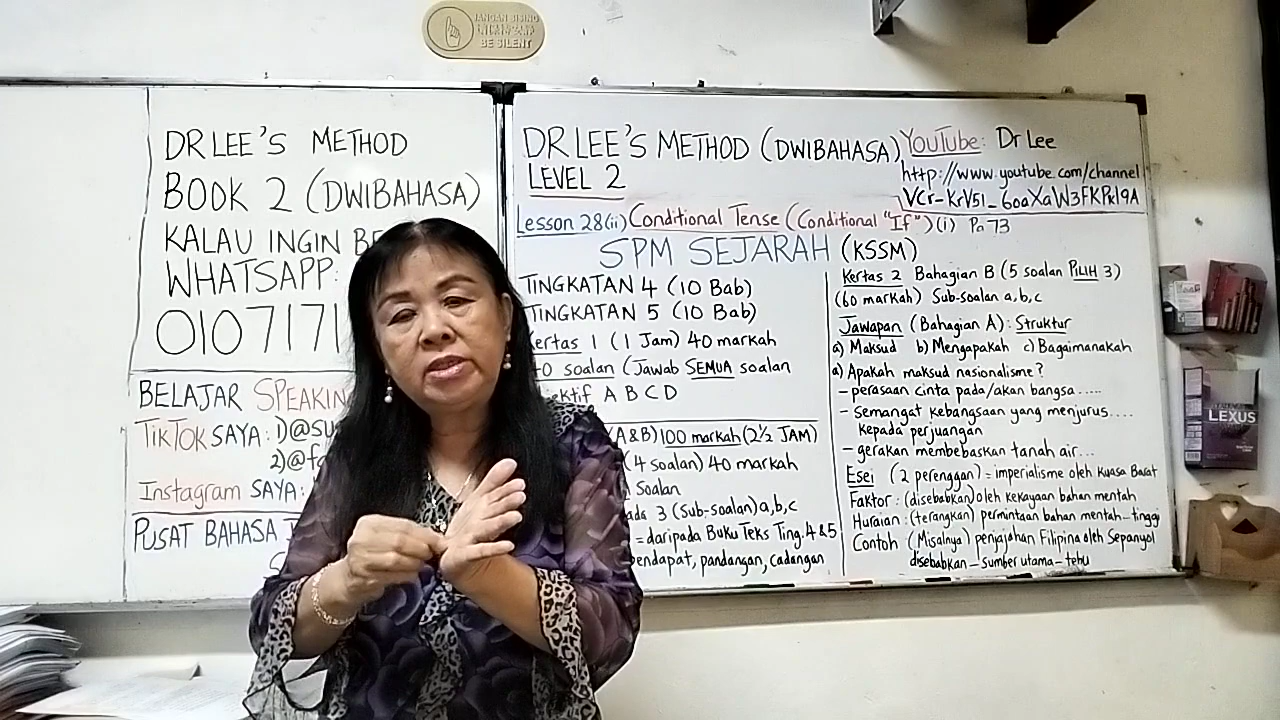 JANGAN BISING
BE SILENT
DR LEE'S METHOD
BOOK 2 (DWIBAHASA)
KALAU INGIN BE
WHATSAPP:
0107171
BELAJAR SPEAKIN
TIKTOK SAYA: 1)@su
2)@fa
Instagram SAYA:
PUSAT BAHASA
DR LEE'S METHOD (DWIBAHASA)
LEVEL 2
YouTube: Dr Lee
http://www.youtube.com/channel
Lesson 28(ii) Conditional Tense (Conditional "If")(i) Pg 73
SPM SEJARAH (KSSM)
TINGKATAN 4 (10 Bab)
TINGKATAN 5 (10 Bab)
Kertas 1 (1 Jam) 40 markah
40 soalan (Jawab SEMUA soalan
ektif A B C D
(A&B) 100 markah (2½ JAM)
(4 soalan) 40 markah
Soalan
ada 3 (Sub-soalan) a,b,c
= daripada Buku Teks Ting. 4 & 5
pendapat, pandangan, cadangan
Kertas 2 Bahagian B (5 soalan PILIH 3)
(60 markah) Sub-soalan a, b, c
Jawapan (Bahagian A): Struktur
a) Maksud b) Mengapakah c) Bagaimanakah
a) Apakah maksud nasionalisme?
- perasaan cinta pada/akan bangsa.....
- semangat kebangsaan yang menjurus....
kepada perjuangan
- gerakan membebaskan tanah air...
Esei (2 perenggan) = imperialisme oleh Kuasa Barat
Faktor: (disebabkan) oleh kekayaan bahan mentah
Huraian: (terangkan) permintaan bahan mentah - tinggi
Contoh (Misalnya) penjajahan Filipina oleh Sepanyol
disebabkan - sumber utama - tebu
LEXUS